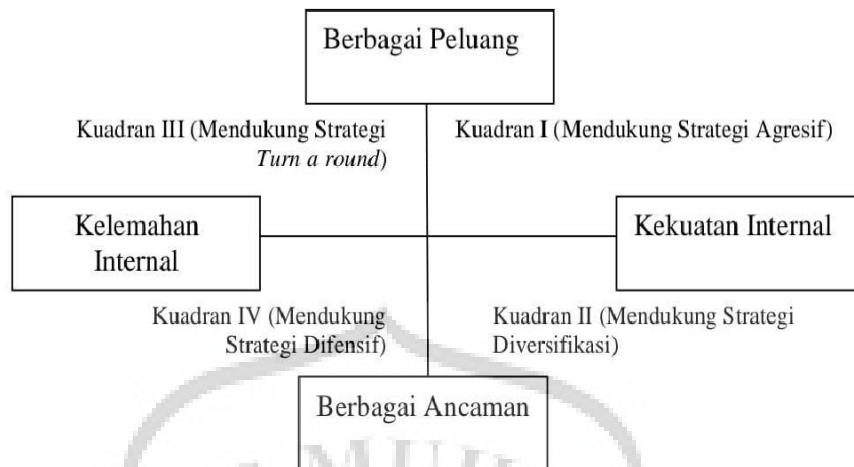 Berbagai Peluang
Kuadran III (Mendukung Strategi
Turn a round)
Kuadran I (Mendukung Strategi Agresif)
Kelemahan
Internal
Kekuatan Internal
Kuadran IV (Mendukung
Strategi Difensif)
Kuadran II (Mendukung Strategi
Diversifikasi)
Berbagai Ancaman